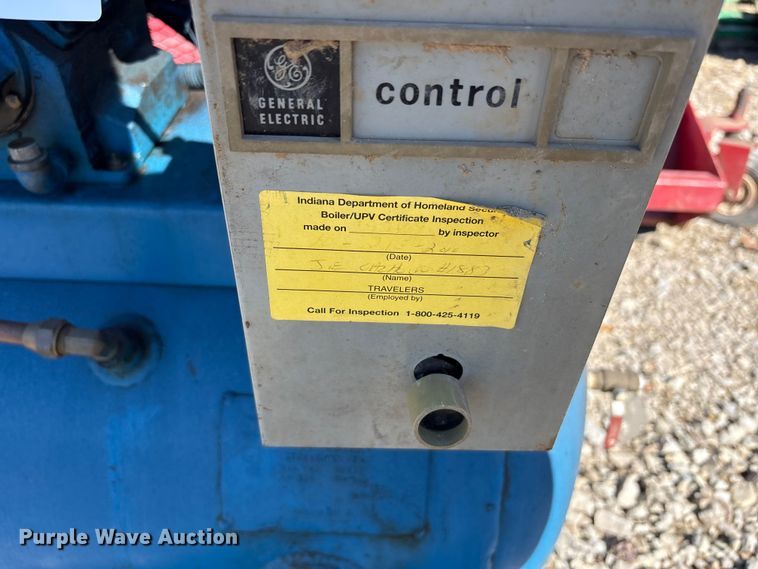 GE
GENERAL
ELECTRIC
control
Indiana Department of Homeland Secur
Boiler/UPV Certificate Inspection
made on by inspector
(Date)
(Name)
TRAVELERS
(Employed by)
Call For Inspection 1-800-425-4119
Purple Wave Auction